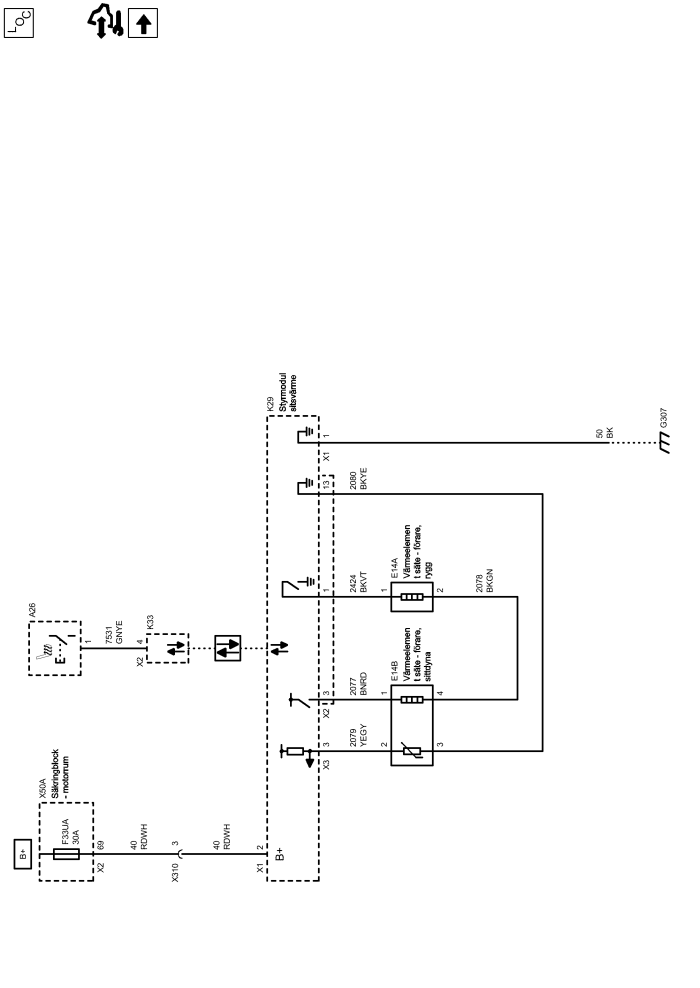 LOC
B+
X50A
Säkringblock
- motorrum
F33UA
30A
X2
69
40
RDWH
X310
3
40
RDWH
X1
2
B+
A26
1
7531
GNYE
X2
4
K33
K29
Styrmodul
sitsvärme
X3
3
X2
3
1
13
X1
1
2079
YEGY
2077
BNRD
2424
BKVT
2080
BKYE
50
BK
2
1
E14B
Värmeelemen
t säte - förare,
sittdyna
3
4
1
E14A
Värmeelemen
t säte - förare,
rygg
2
2078
BKGN
G307